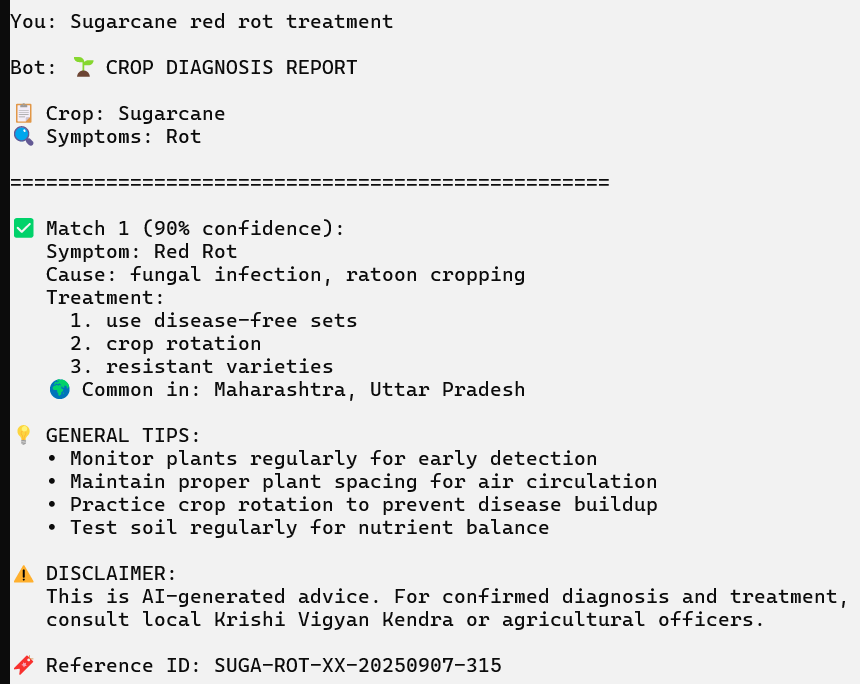 You: Sugarcane red rot treatment
Bot: 🌱 CROP DIAGNOSIS REPORT
📋 Crop: Sugarcane
🔍 Symptoms: Rot
==================================================
✅ Match 1 (90% confidence):
Symptom: Red Rot
Cause: fungal infection, ratoon cropping
Treatment:
1. use disease-free sets
2. crop rotation
3. resistant varieties
🌍 Common in: Maharashtra, Uttar Pradesh
💡 GENERAL TIPS:
• Monitor plants regularly for early detection
• Maintain proper plant spacing for air circulation
• Practice crop rotation to prevent disease buildup
• Test soil regularly for nutrient balance
⚠️ DISCLAIMER:
This is AI-generated advice. For confirmed diagnosis and treatment,
consult local Krishi Vigyan Kendra or agricultural officers.
🔖 Reference ID: SUGA-ROT-XX-20250907-315